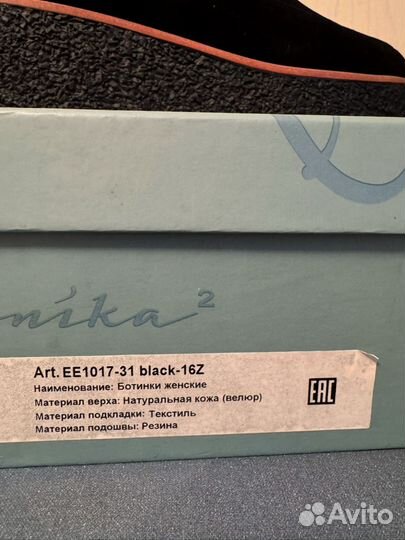 nika²
Art. EE1017-31 black-16Z
Наименование: Ботинки женские
Материал верха: Натуральная кожа (велюр)
Материал подкладки: Текстиль
Материал подошвы: Резина
EAC
Avito